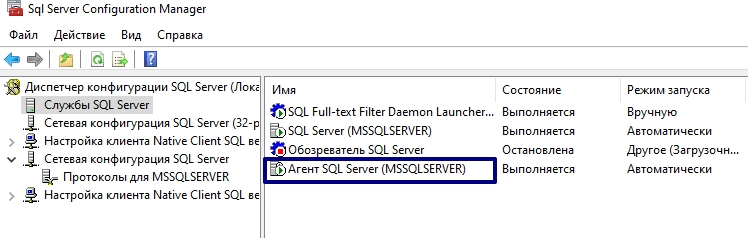 Sql Server Configuration Manager
Файл Действие Вид Справка
Диспетчер конфигурации SQL Server (Лока
Службы SQL Server
Сетевая конфигурация SQL Server (32-р
Настройка клиента Native Client SQL ве
Сетевая конфигурация SQL Server
Протоколы для MSSQLSERVER
Настройка клиента Native Client SQL ве
Имя Состояние Режим запуска
SQL Full-text Filter Daemon Launcher... Выполняется Вручную
SQL Server (MSSQLSERVER) Выполняется Автоматически
Обозреватель SQL Server Остановлена Другое (Загрузочн...
Агент SQL Server (MSSQLSERVER) Выполняется Автоматически